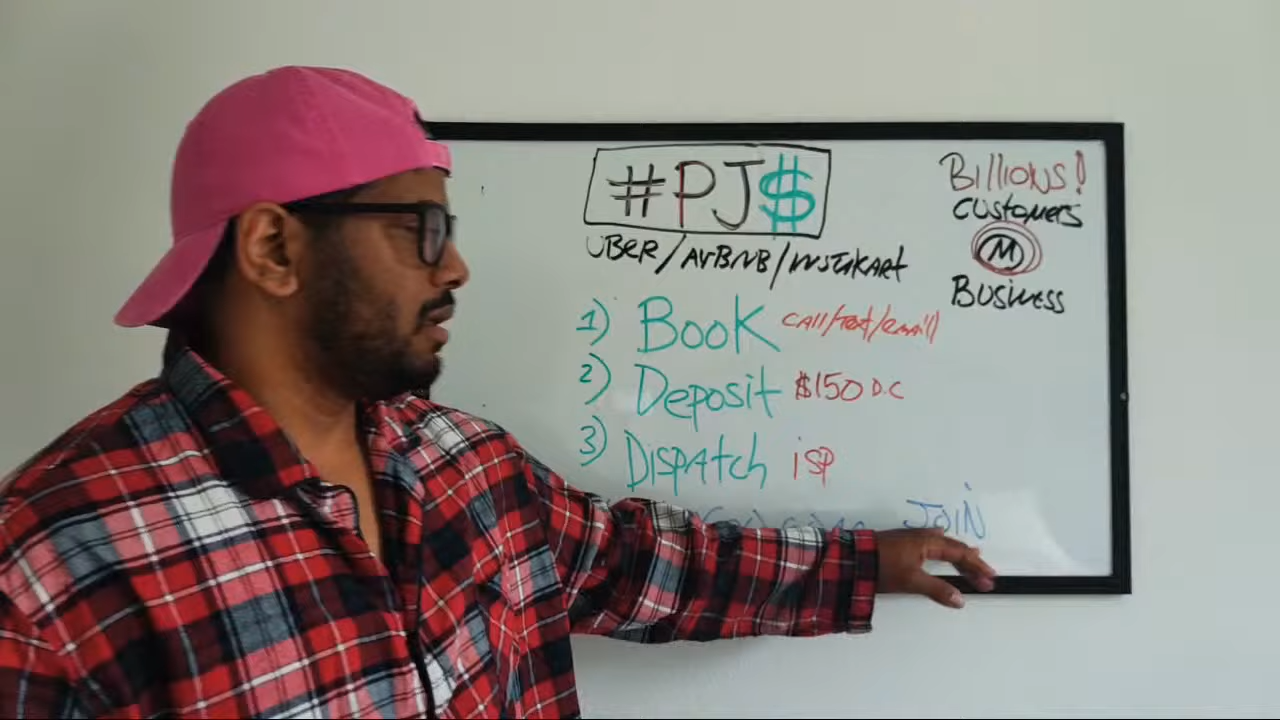 #PJ$
UBER/AirBNB/INSTAKART
1) Book CAll/text/email)
2) Deposit $150 D.C
3) Dispatch isp
JOiN
Billions!
Customers
M
Business